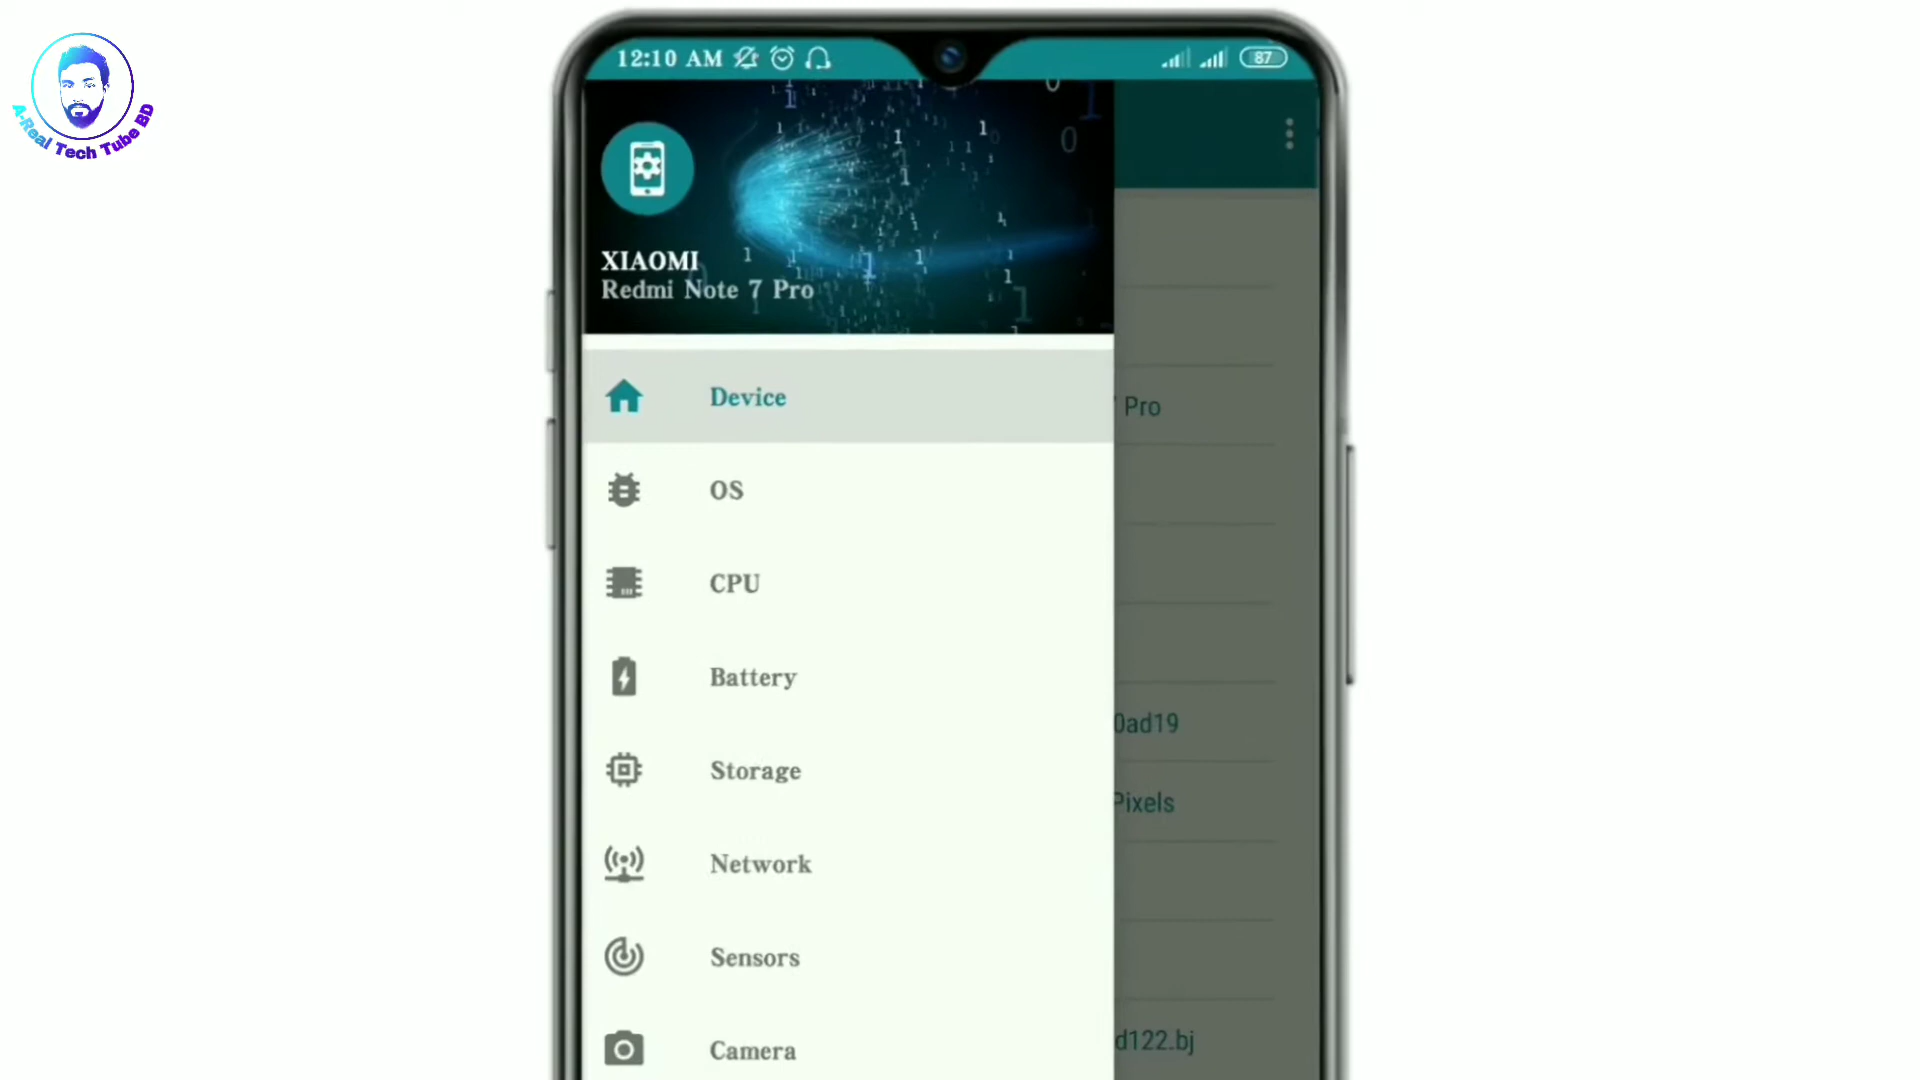 A-Real Tech Tube BD
12:10 AM
87
XIAOMI
Redmi Note 7 Pro
Device
OS
CPU
Battery
Storage
Network
Sensors
Camera
Pro
0ad19
Pixels
d122.bj